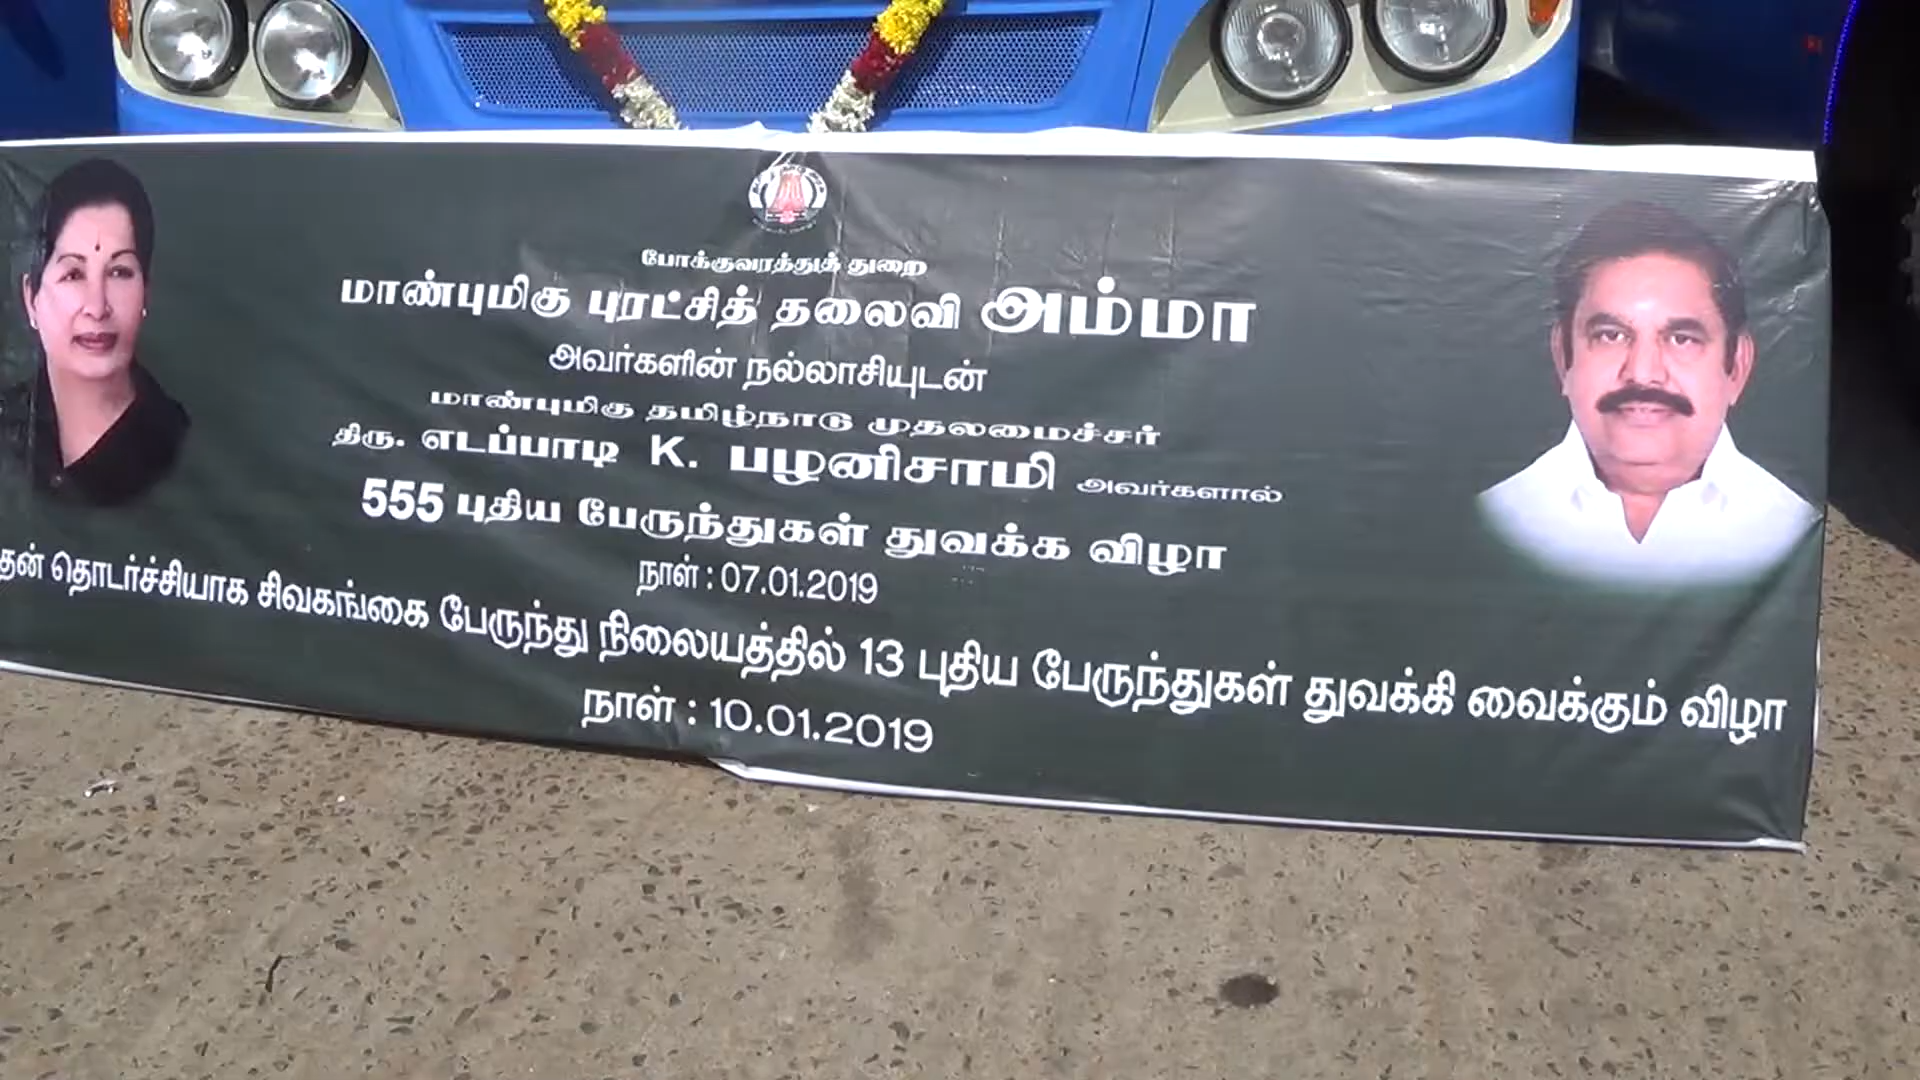 போக்குவரத்துத் துறை
மாண்புமிகு புரட்சித் தலைவி அம்மா
அவர்களின் நல்லாசியுடன்
மாண்புமிகு தமிழ்நாடு முதலமைச்சர்
திரு. எடப்பாடி K. பழனிசாமி அவர்களால்
555 புதிய பேருந்துகள் துவக்க விழா
நாள் : 07.01.2019
தன் தொடர்ச்சியாக சிவகங்கை பேருந்து நிலையத்தில் 13 புதிய பேருந்துகள் துவக்கி வைக்கும் விழா
நாள் : 10.01.2019